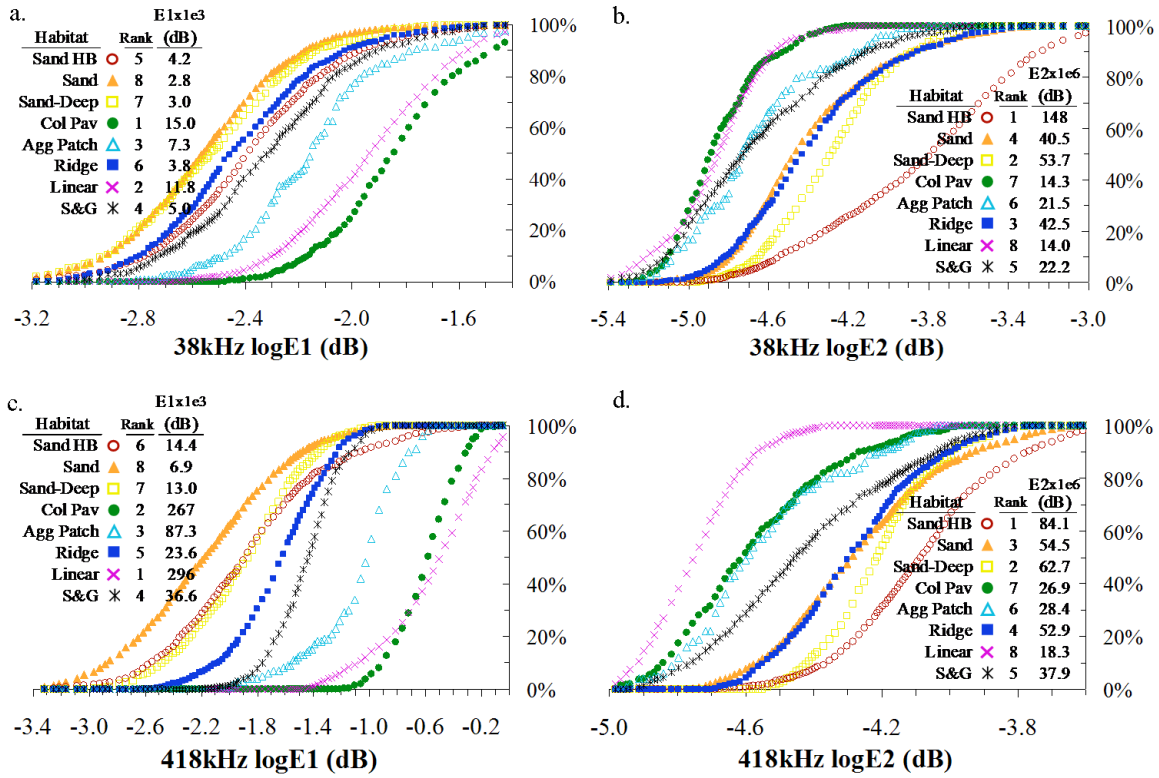 a.
E1x1e3
Habitat Rank (dB)
Sand HB 5 4.2
Sand 8 2.8
Sand-Deep 7 3.0
Col Pav 1 15.0
Agg Patch 3 7.3
Ridge 6 3.8
Linear 2 11.8
S&G 4 5.0
100%
80%
60%
40%
20%
0%
-3.2 -2.8 -2.4 -2.0 -1.6
38kHz logE1 (dB)
b.
E2x1e6
Habitat Rank (dB)
Sand HB 1 148
Sand 4 40.5
Sand-Deep 2 53.7
Col Pav 7 14.3
Agg Patch 6 21.5
Ridge 3 42.5
Linear 8 14.0
S&G 5 22.2
100%
80%
60%
40%
20%
0%
-5.4 -5.0 -4.6 -4.2 -3.8 -3.4 -3.0
38kHz logE2 (dB)
c.
E1x1e3
Habitat Rank (dB)
Sand HB 6 14.4
Sand 8 6.9
Sand-Deep 7 13.0
Col Pav 2 267
Agg Patch 3 87.3
Ridge 5 23.6
Linear 1 296
S&G 4 36.6
100%
80%
60%
40%
20%
0%
-3.4 -3.0 -2.6 -2.2 -1.8 -1.4 -1.0 -0.6 -0.2
418kHz logE1 (dB)
d.
E2x1e6
Habitat Rank (dB)
Sand HB 1 84.1
Sand 3 54.5
Sand-Deep 2 62.7
Col Pav 7 26.9
Agg Patch 6 28.4
Ridge 4 52.9
Linear 8 18.3
S&G 5 37.9
100%
80%
60%
40%
20%
0%
-5.0 -4.6 -4.2 -3.8
418kHz logE2 (dB)